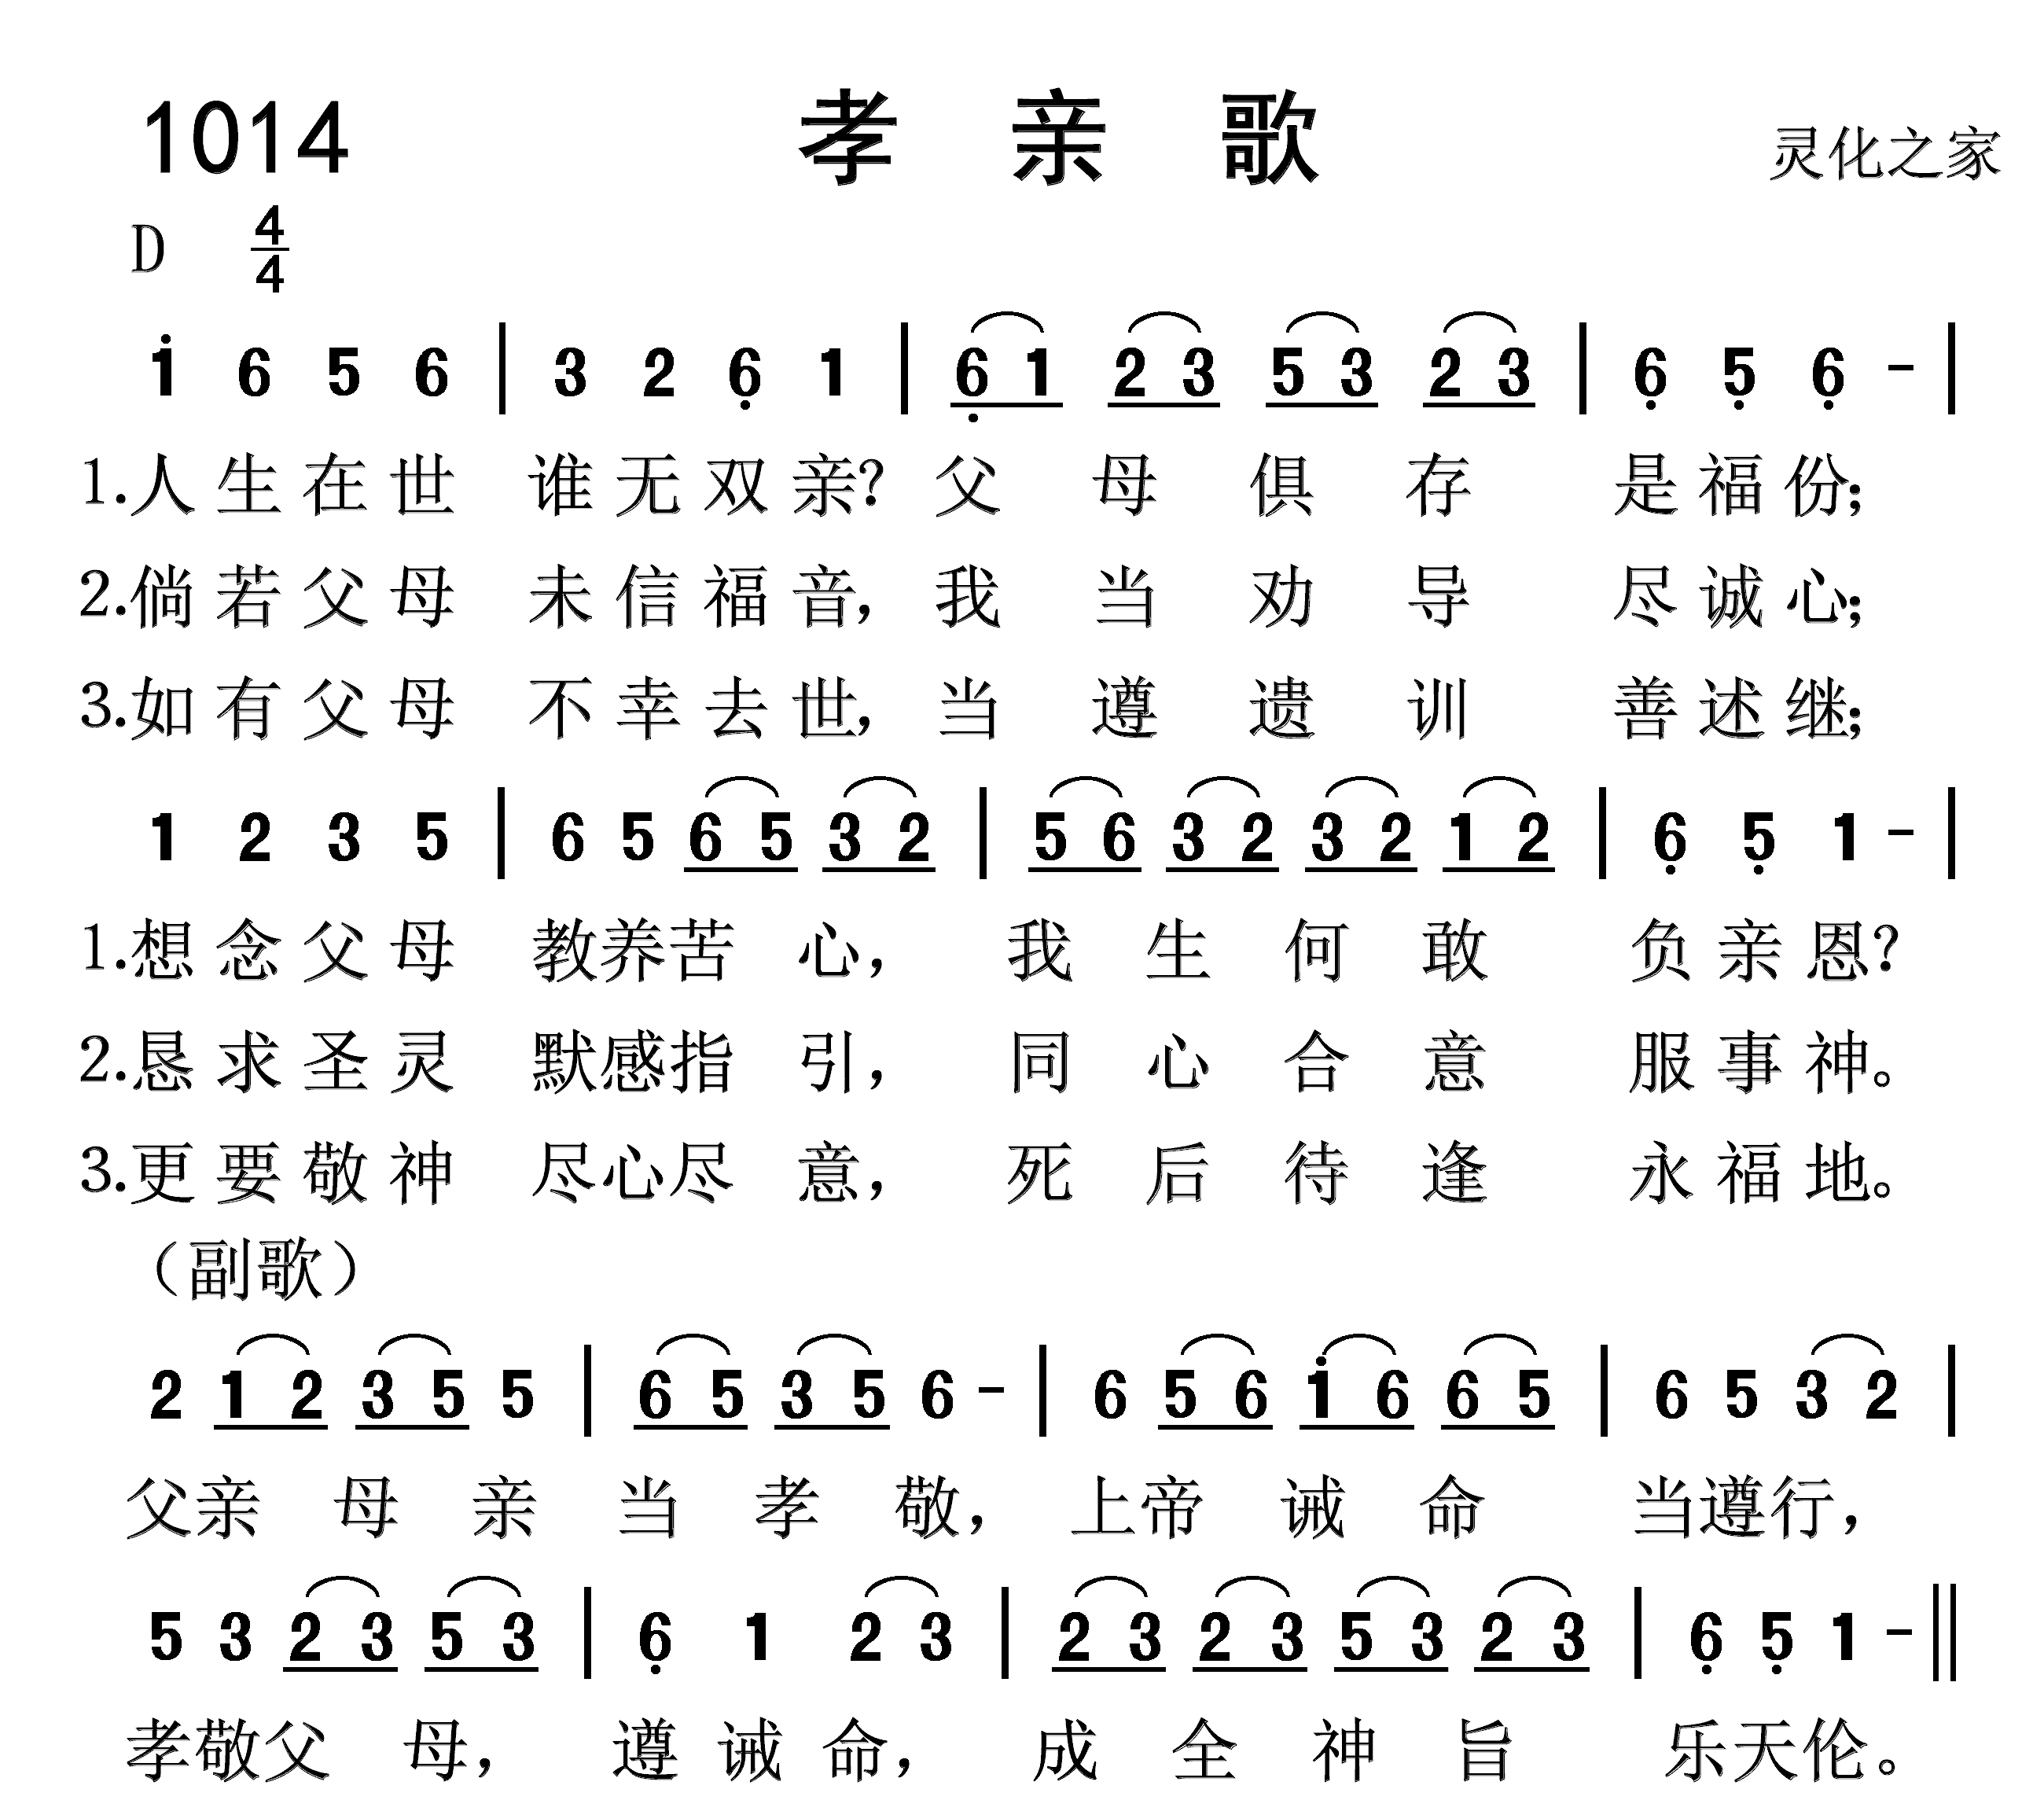 1014 孝 亲 歌 灵化之家
D 4/4
i 6 5 6 | 3 2 6̣ 1 | 6̣ 1 2 3 5 3 2 3 | 6̣ 5̣ 6̣ - |
1.人生在世 谁无双亲? 父 母 俱 存 是福份;
2.倘若父母 未信福音, 我 当 劝 导 尽诚心;
3.如有父母 不幸去世, 当 遵 遗 训 善述继;
1 2 3 5 | 6 5 6 5 3 2 | 5 6 3 2 3 2 1 2 | 6̣ 5̣ 1 - |
1.想念父母 教养苦 心, 我 生 何 敢 负亲恩?
2.恳求圣灵 默感指 引, 同 心 合 意 服事神。
3.更要敬神 尽心尽 意, 死 后 待 逢 永福地。
(副歌)
2 1 2 3 5 5 | 6 5 3 5 6 - | 6 5 6 i 6 6 5 | 6 5 3 2 |
父亲 母 亲 当 孝 敬, 上帝 诫 命 当遵行,
5 3 2 3 5 3 | 6̣ 1 2 3 | 2 3 2 3 5 3 2 3 | 6̣ 5̣ 1 - ||
孝敬父 母, 遵 诫 命, 成 全 神 旨 乐天伦。